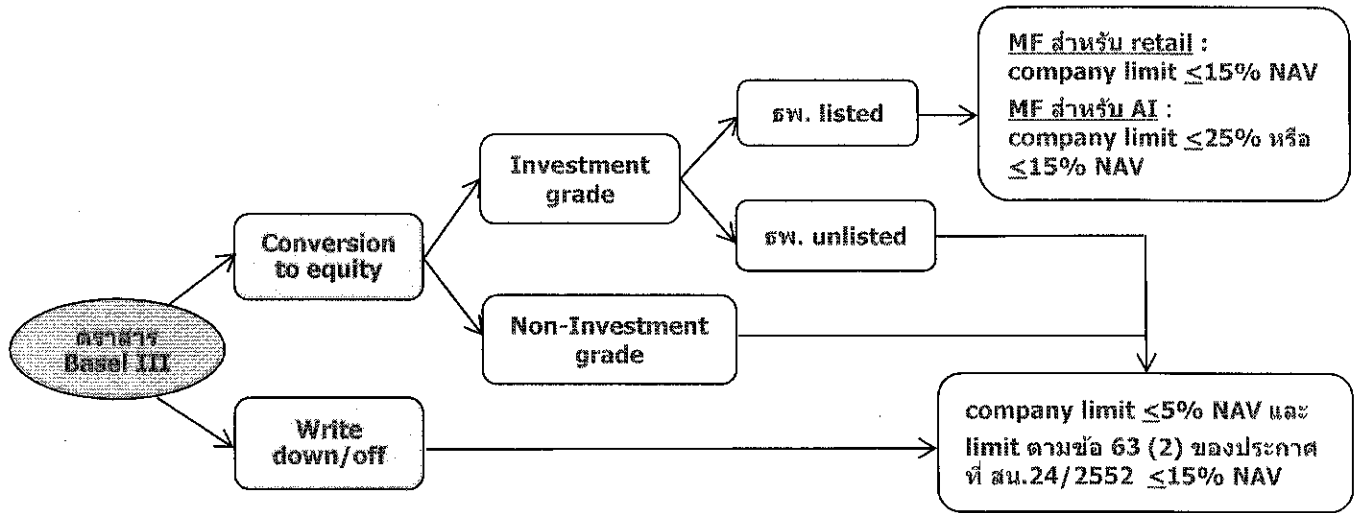 MF สำหรับ retail :
company limit ≤15% NAV
MF สำหรับ AI :
company limit ≤25% หรือ
≤15% NAV
ธพ. listed
Investment
grade
ธพ. unlisted
Conversion
to equity
Non-Investment
grade
ตราสาร
Basel III
Write
down/off
company limit ≤5% NAV และ
limit ตามข้อ 63 (2) ของประกาศ
ที่ สน.24/2552 ≤15% NAV